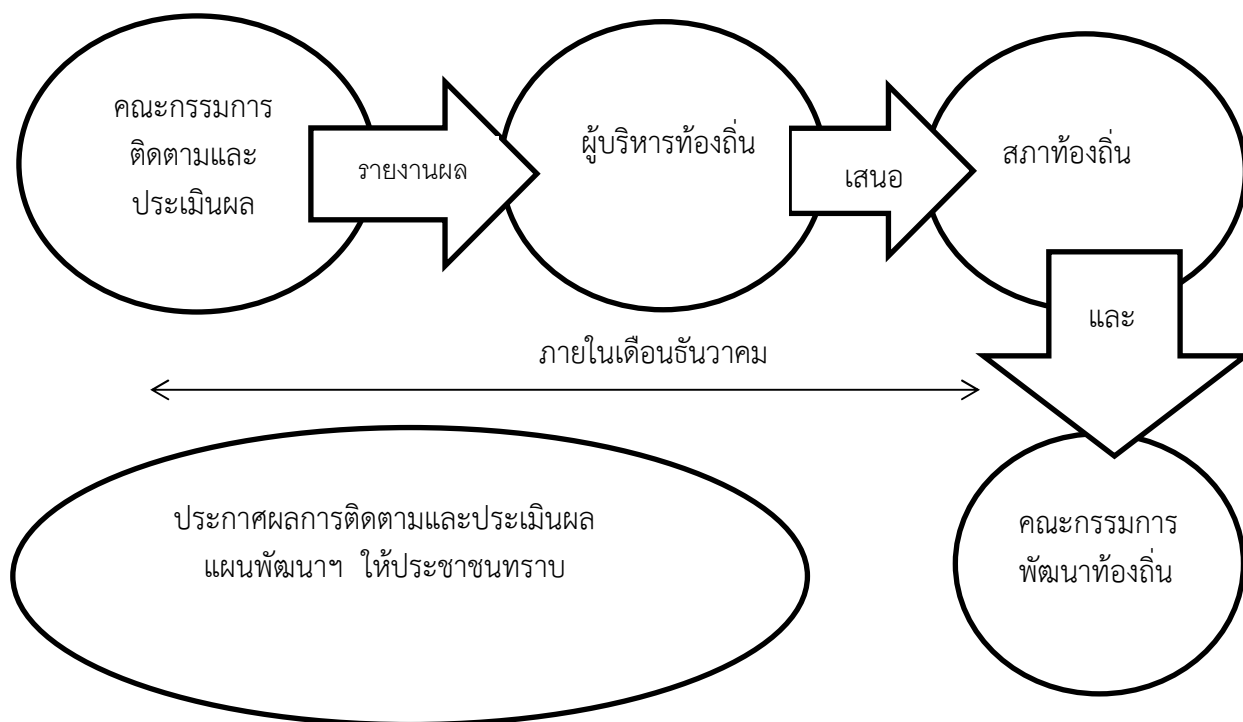 คณะกรรมการ
ติดตามและ
ประเมินผล
รายงานผล
ผู้บริหารท้องถิ่น
เสนอ
สภาท้องถิ่น
และ
ภายในเดือนธันวาคม
ประกาศผลการติดตามและประเมินผล
แผนพัฒนาฯ ให้ประชาชนทราบ
คณะกรรมการ
พัฒนาท้องถิ่น